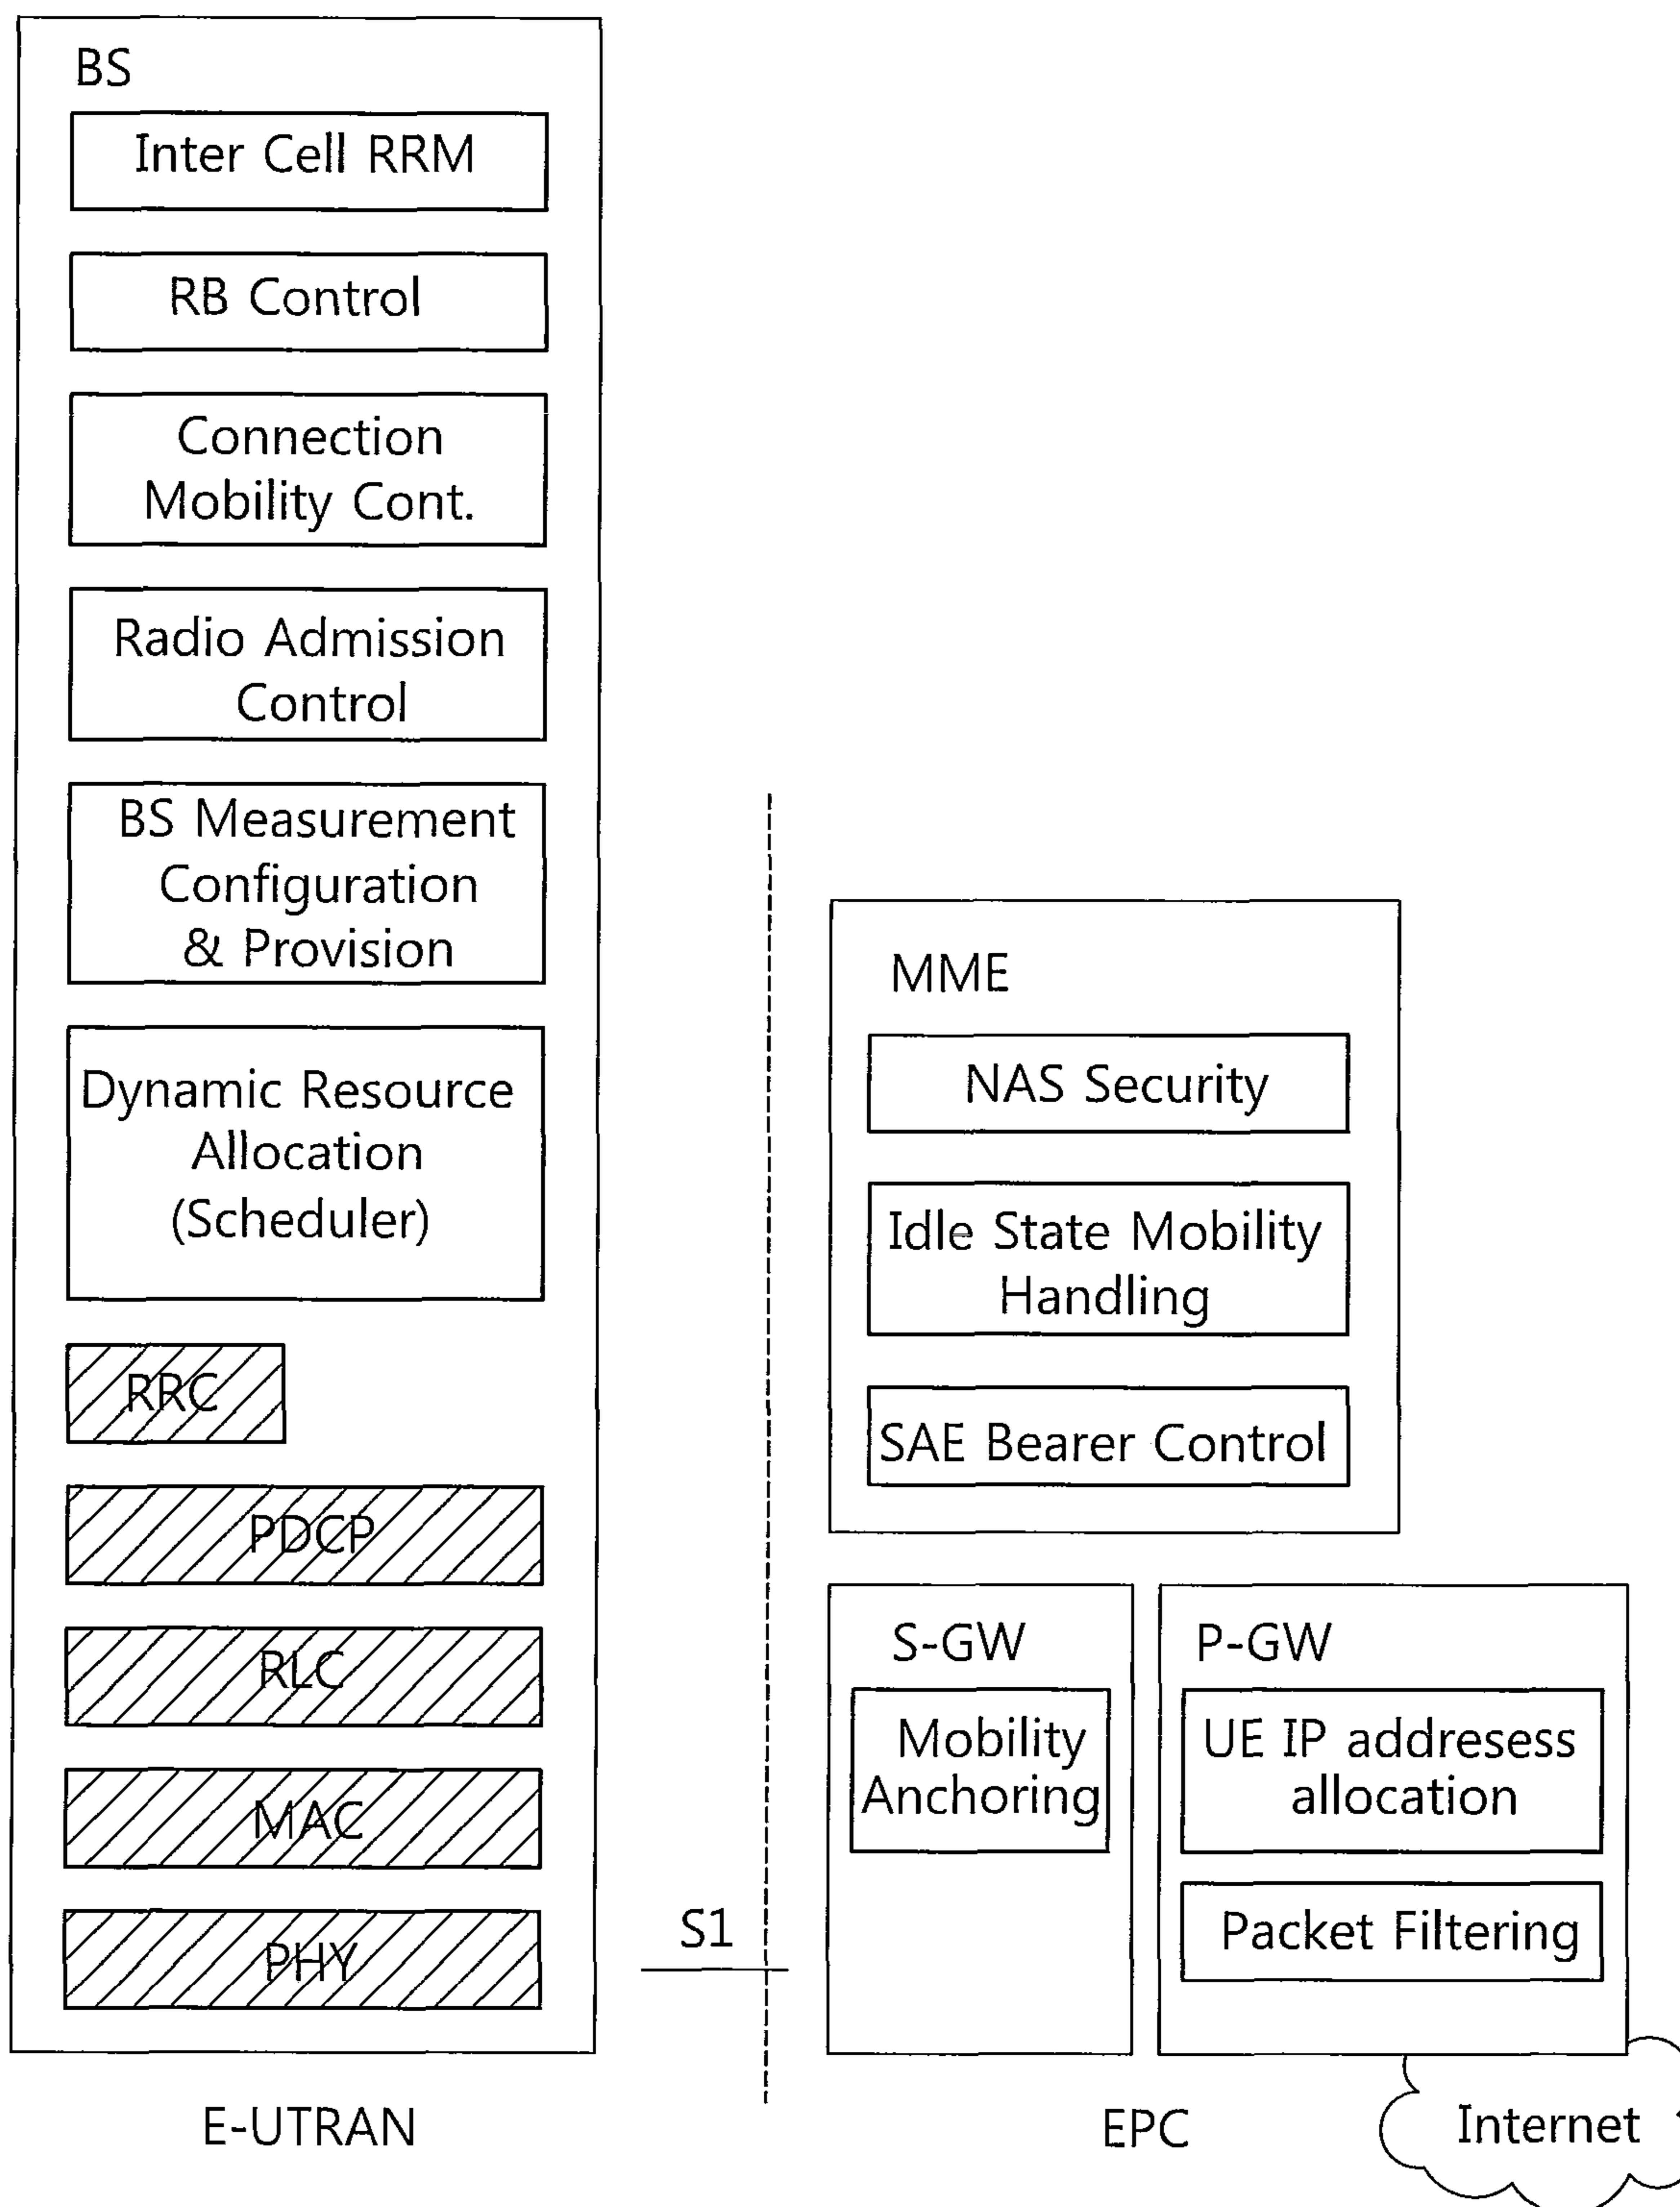 BS
Inter Cell RRM
RB Control
Connection
Mobility Cont.
Radio Admission
Control
BS Measurement
Configuration
& Provision
Dynamic Resource
Allocation
(Scheduler)
RRC
PDCP
RLC
MAC
PHY
E-UTRAN
S1
MME
NAS Security
Idle State Mobility
Handling
SAE Bearer Control
S-GW
Mobility
Anchoring
P-GW
UE IP addresess
allocation
Packet Filtering
EPC
Internet